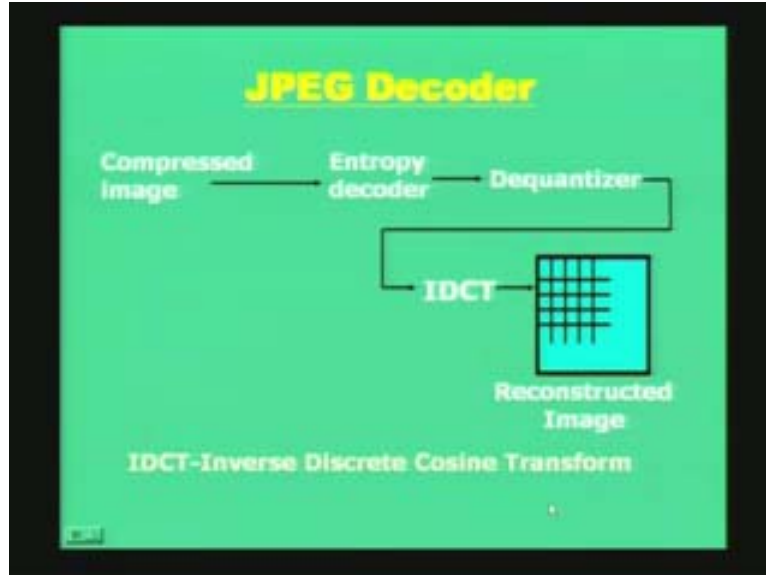 JPEG Decoder
Compressed
image
Entropy
decoder
Dequantizer
IDCT
Reconstructed
Image
IDCT-Inverse Discrete Cosine Transform